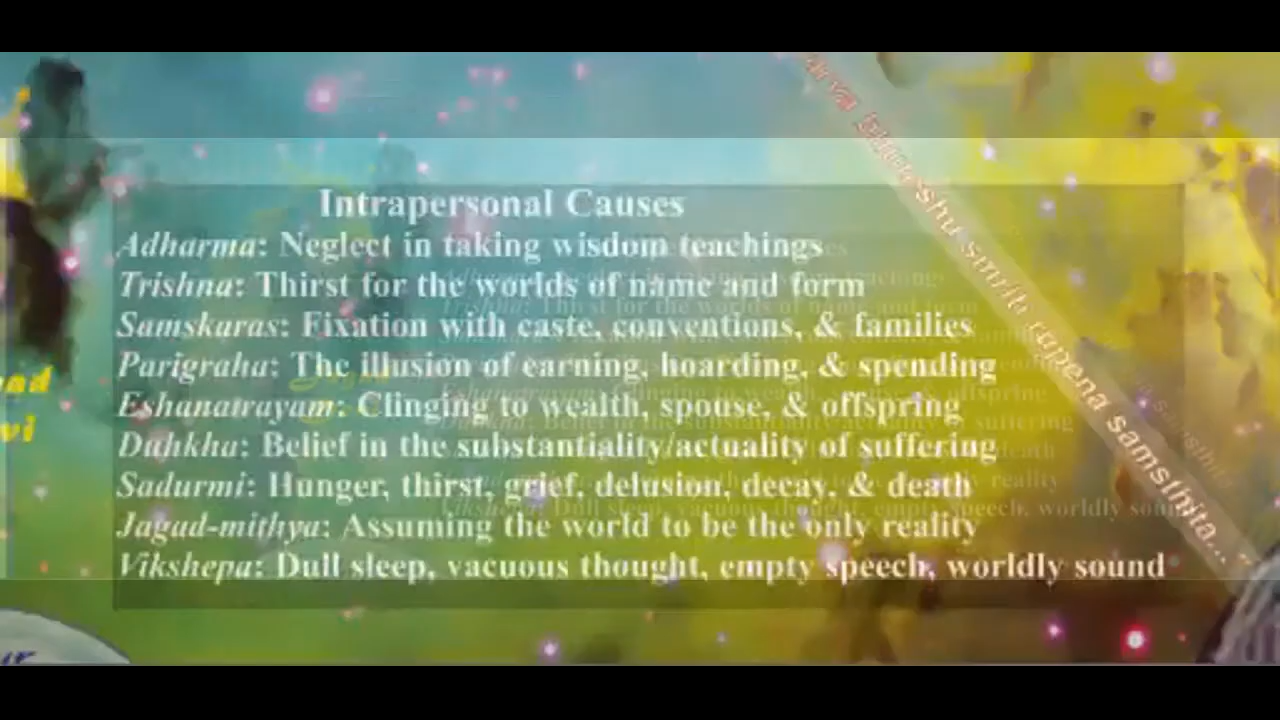 Intrapersonal Causes
Adharma: Neglect in taking wisdom teachings
Trishna: Thirst for the worlds of name and form
Samskaras: Fixation with caste, conventions, & families
Parigraha: The illusion of earning, hoarding, & spending
Eshanatrayam: Clinging to wealth, spouse, & offspring
Duhkha: Belief in the substantiality/actuality of suffering
Sadurmi: Hunger, thirst, grief, delusion, decay, & death
Jagad-mithya: Assuming the world to be the only reality
Vikshepa: Dull sleep, vacuous thought, empty speech, worldly sound
rupena samsthita...